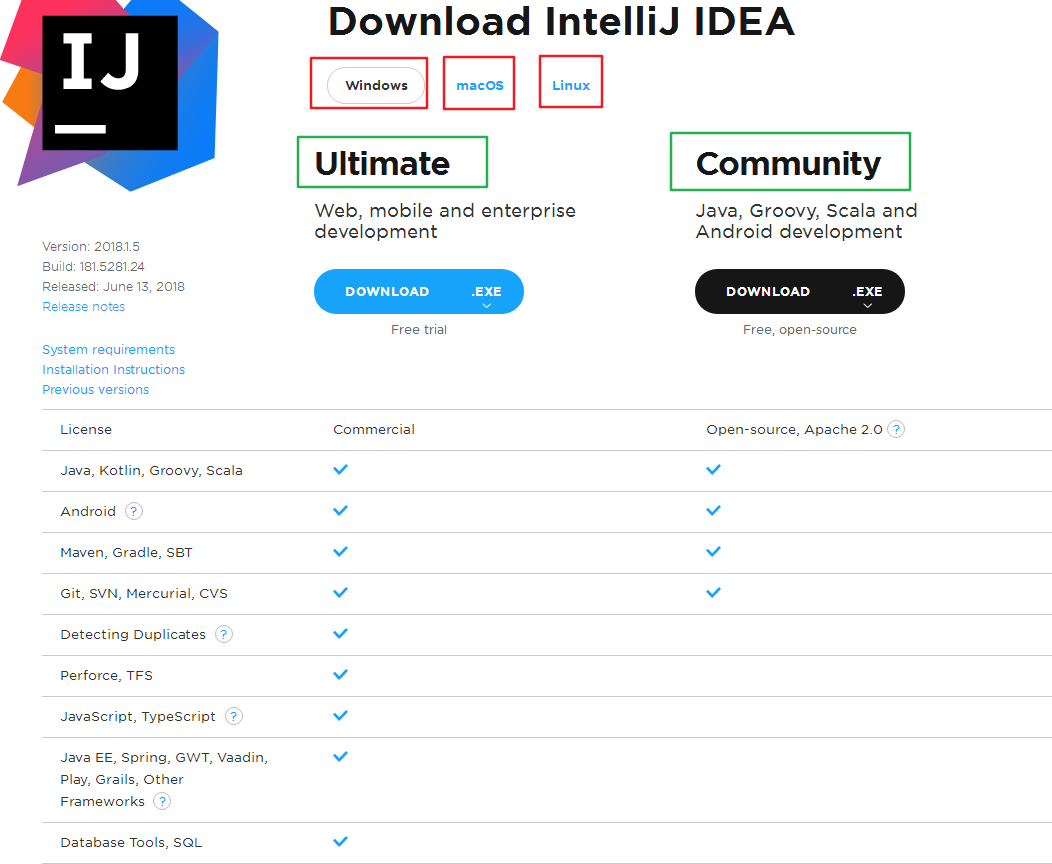 IJ
Download IntelliJ IDEA
Windows
macOS
Linux
Ultimate
Web, mobile and enterprise
development
DOWNLOAD .EXE
Free trial
Community
Java, Groovy, Scala and
Android development
DOWNLOAD .EXE
Free, open-source
Version: 2018.1.5
Build: 181.5281.24
Released: June 13, 2018
Release notes
System requirements
Installation Instructions
Previous versions
License Commercial Open-source, Apache 2.0 ?
Java, Kotlin, Groovy, Scala
Android ?
Maven, Gradle, SBT
Git, SVN, Mercurial, CVS
Detecting Duplicates ?
Perforce, TFS
JavaScript, TypeScript ?
Java EE, Spring, GWT, Vaadin,
Play, Grails, Other
Frameworks ?
Database Tools, SQL